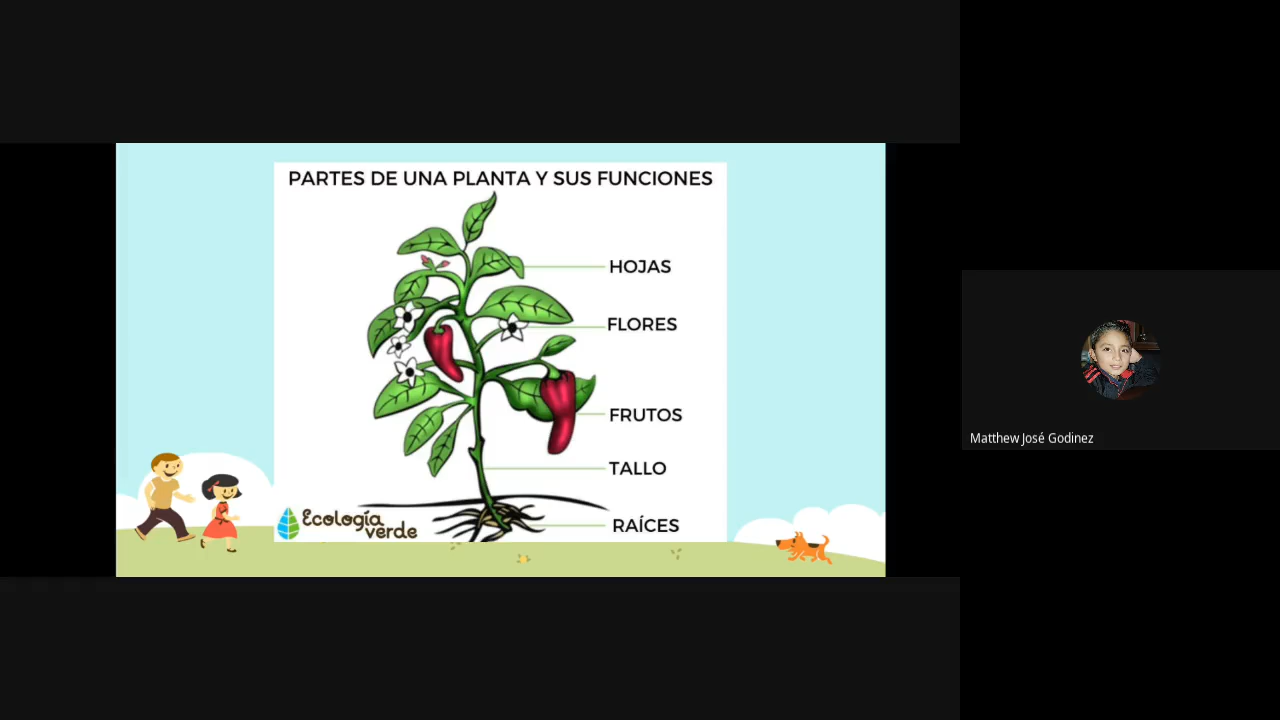 PARTES DE UNA PLANTA Y SUS FUNCIONES
HOJAS
FLORES
FRUTOS
TALLO
RAÍCES
Ecología
verde
Matthew José Godinez